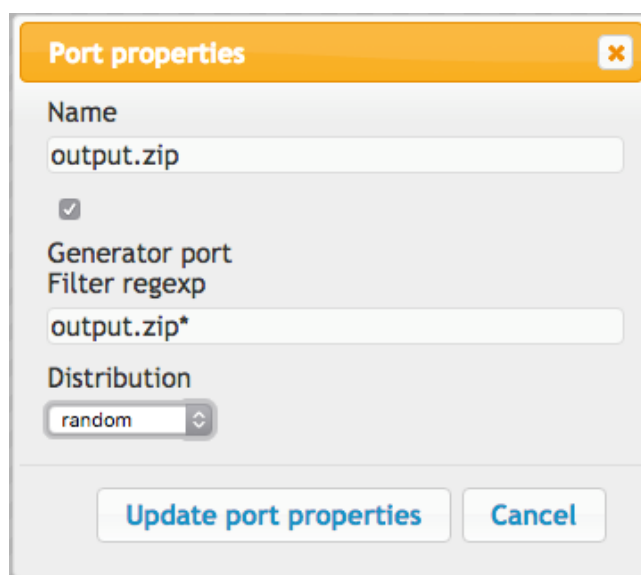 Port properties
Name
output.zip
Generator port
Filter regexp
output.zip*
Distribution
random
Update port properties
Cancel